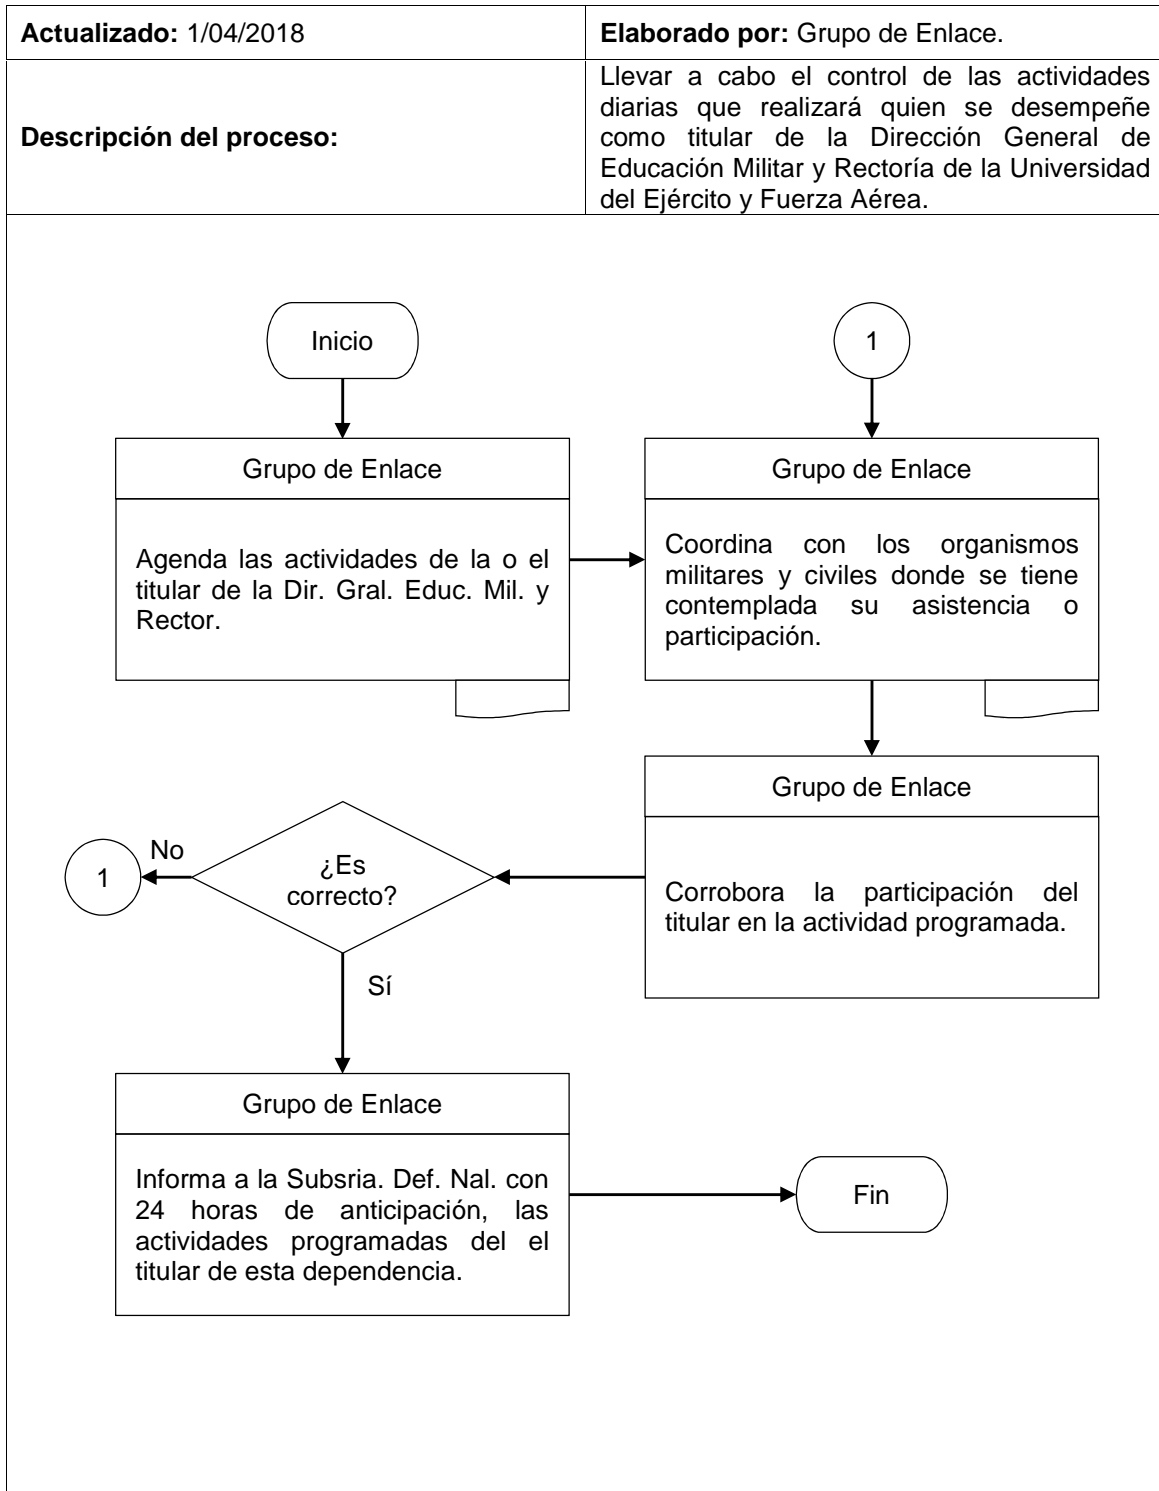 Actualizado: 1/04/2018
Elaborado por: Grupo de Enlace.
Descripción del proceso:
Llevar a cabo el control de las actividades
diarias que realizará quien se desempeñe
como titular de la Dirección General de
Educación Militar y Rectoría de la Universidad
del Ejército y Fuerza Aérea.
Inicio
1
Grupo de Enlace
Agenda las actividades de la o el
titular de la Dir. Gral. Educ. Mil. y
Rector.
Grupo de Enlace
Coordina con los organismos
militares y civiles donde se tiene
contemplada su asistencia o
participación.
Grupo de Enlace
Corrobora la participación del
titular en la actividad programada.
¿Es
correcto?
No
1
Sí
Grupo de Enlace
Informa a la Subsria. Def. Nal. con
24 horas de anticipación, las
actividades programadas del el
titular de esta dependencia.
Fin